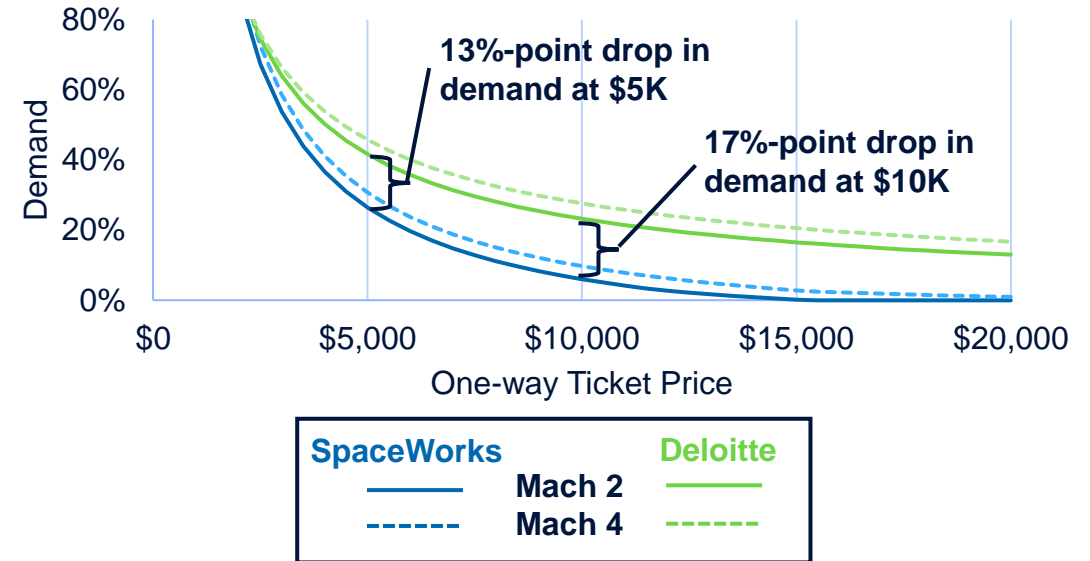 80%
60%
40%
20%
0%
Demand
13%-point drop in
demand at $5K
17%-point drop in
demand at $10K
$0 $5,000 $10,000 $15,000 $20,000
One-way Ticket Price
SpaceWorks Deloitte
Mach 2
Mach 4